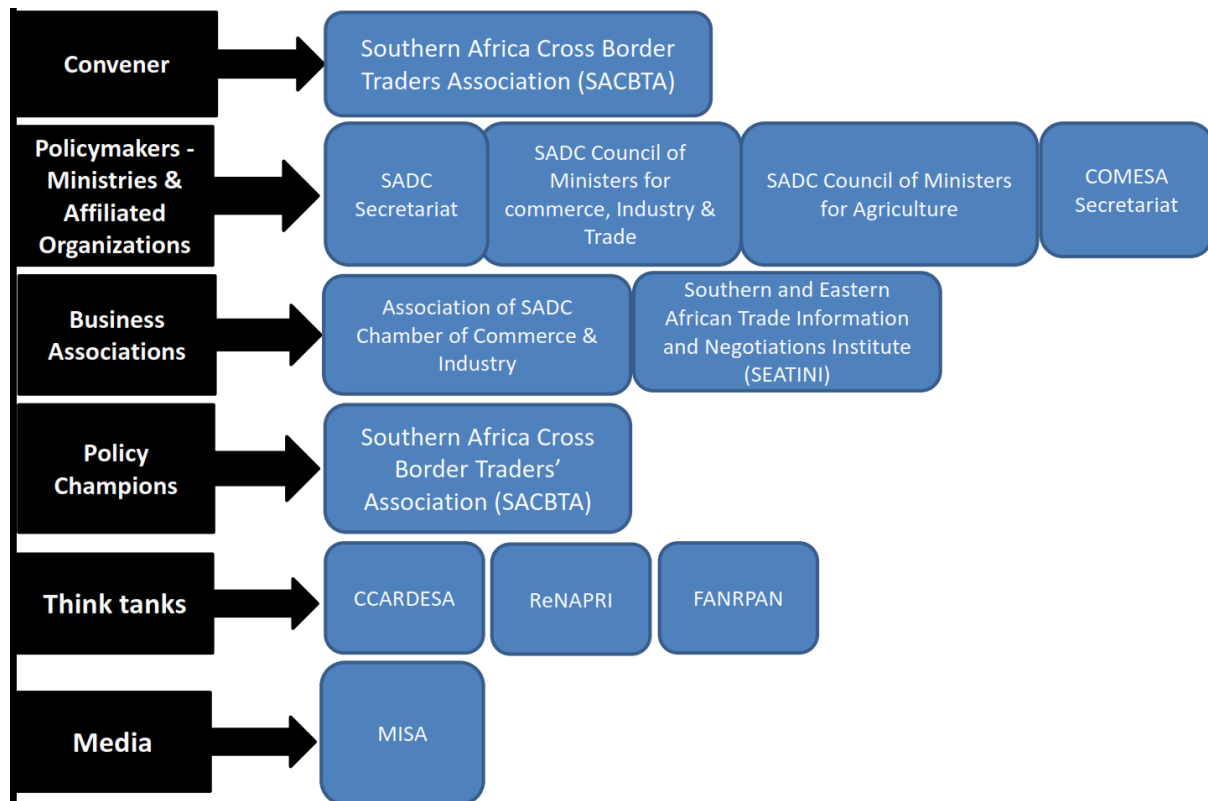 Convener
Southern Africa Cross Border
Traders Association (SACBTA)
Policymakers -
Ministries &
Affiliated
Organizations
SADC
Secretariat
SADC Council of
Ministers for
commerce, Industry &
Trade
SADC Council of Ministers
for Agriculture
COMESA
Secretariat
Business
Associations
Association of SADC
Chamber of Commerce &
Industry
Southern and Eastern
African Trade Information
and Negotiations Institute
(SEATINI)
Policy
Champions
Southern Africa Cross
Border Traders’
Association (SACBTA)
Think tanks
CCARDESA
ReNAPRI
FANRPAN
Media
MISA